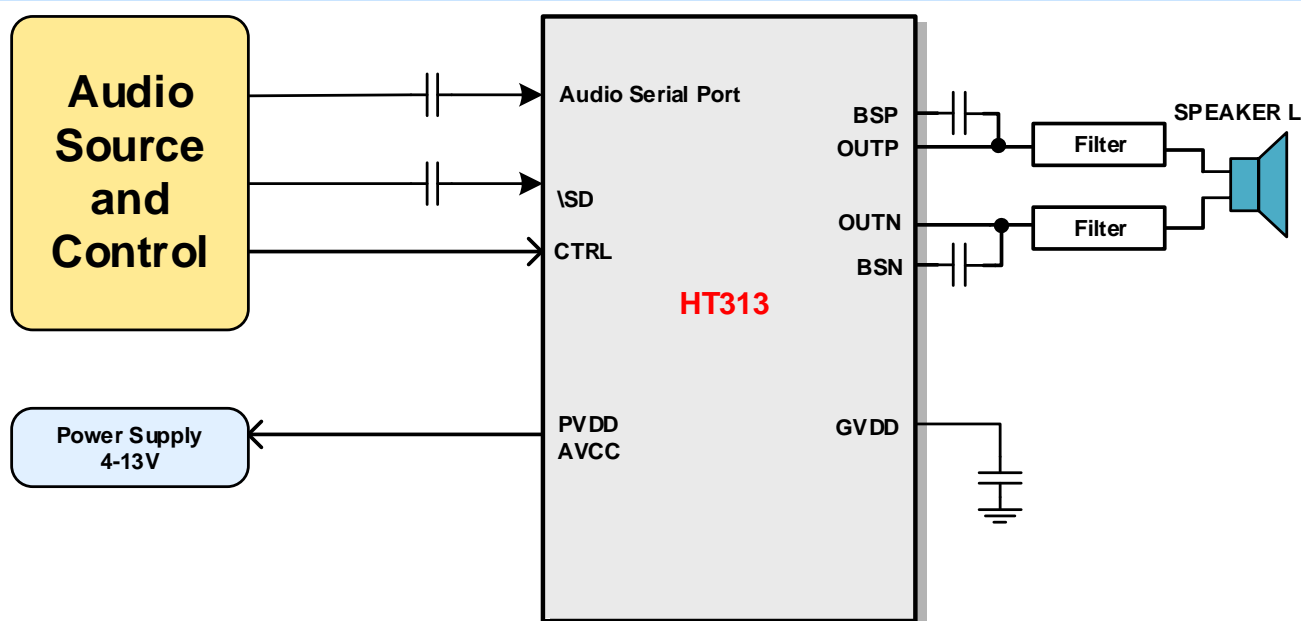 Audio
Source
and
Control
Audio Serial Port
\SD
CTRL
HT313
BSP
OUTP
OUTN
BSN
Filter
Filter
SPEAKER L
Power Supply
4-13V
PVDD
AVCC
GVDD